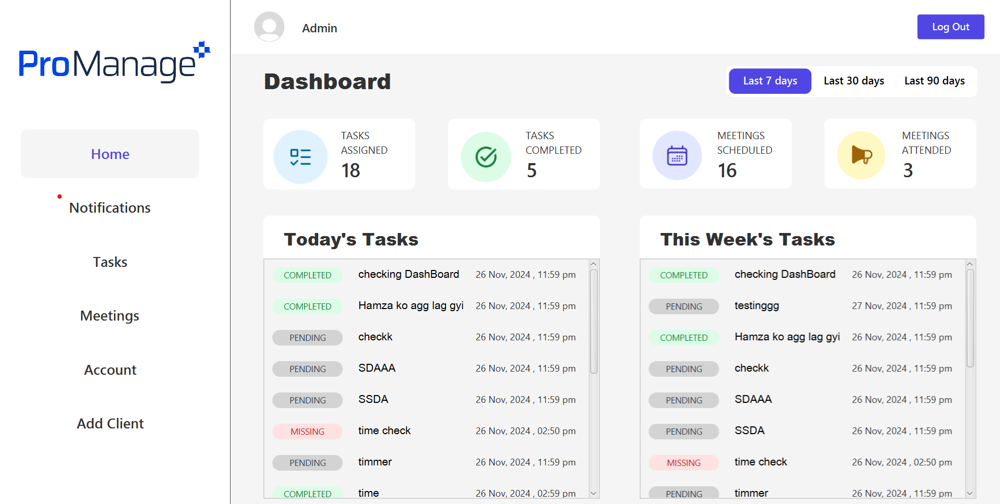 ProManage
Home
Notifications
Tasks
Meetings
Account
Add Client
Admin
Log Out
Dashboard
Last 7 days Last 30 days Last 90 days
TASKS
ASSIGNED
18
TASKS
COMPLETED
5
MEETINGS
SCHEDULED
16
MEETINGS
ATTENDED
3
Today's Tasks
COMPLETED checking DashBoard 26 Nov, 2024 , 11:59 pm
COMPLETED Hamza ko agg lag gyi 26 Nov, 2024 , 11:59 pm
PENDING checkk 26 Nov, 2024 , 11:59 pm
PENDING SDAAA 26 Nov, 2024 , 11:59 pm
PENDING SSDA 26 Nov, 2024 , 11:59 pm
MISSING time check 26 Nov, 2024 , 02:50 pm
PENDING timmer 26 Nov, 2024 , 11:59 pm
COMPLETED time 26 Nov, 2024 , 02:59 pm
This Week's Tasks
COMPLETED checking DashBoard 26 Nov, 2024 , 11:59 pm
PENDING testinggg 27 Nov, 2024 , 11:59 pm
COMPLETED Hamza ko agg lag gyi 26 Nov, 2024 , 11:59 pm
PENDING checkk 26 Nov, 2024 , 11:59 pm
PENDING SDAAA 26 Nov, 2024 , 11:59 pm
PENDING SSDA 26 Nov, 2024 , 11:59 pm
MISSING time check 26 Nov, 2024 , 02:50 pm
PENDING timmer 26 Nov, 2024 , 11:59 pm